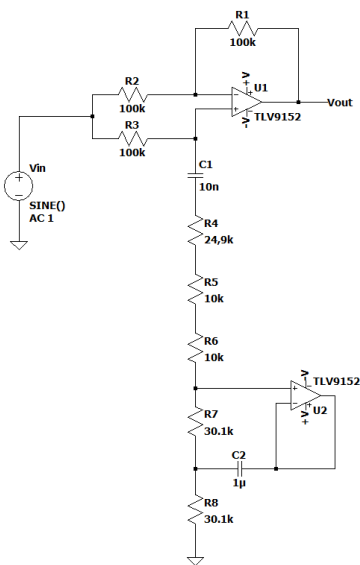 R1
100k
R2
100k
R3
100k
+V
U1
-V
TLV9152
Vout
Vin
SINE()
AC 1
C1
10n
R4
24,9k
R5
10k
R6
10k
-V
TLV9152
+V
U2
R7
30.1k
C2
1µ
R8
30.1k